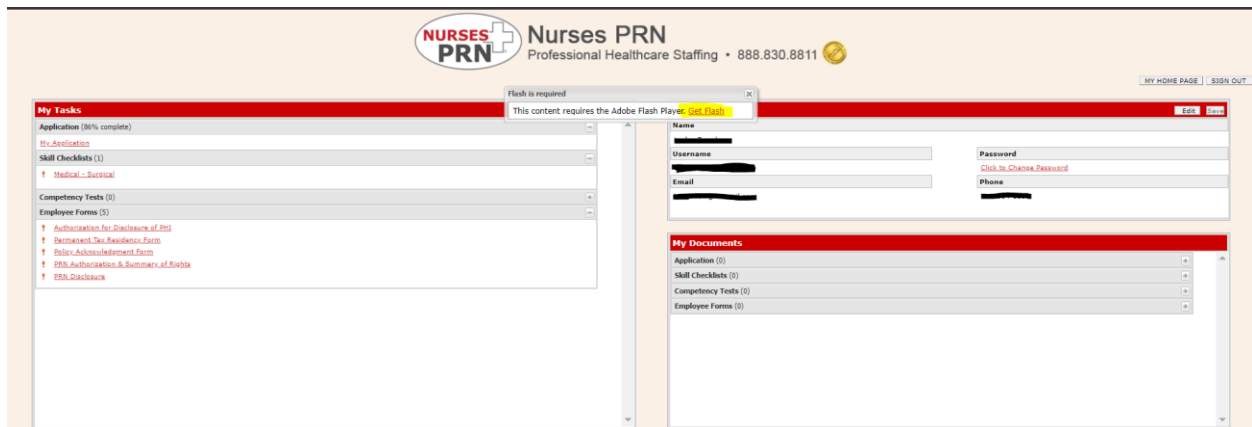 NURSES
PRN
Nurses PRN
Professional Healthcare Staffing • 888.830.8811
MY HOME PAGE
SIGN OUT
Flash is required
This content requires the Adobe Flash Player. Get Flash
My Tasks
Application (86% complete)
My Application
Skill Checklists (1)
! Medical - Surgical
Competency Tests (0)
Employee Forms (5)
! Authorization for Disclosure of PHI
! Permanent Tax Residency Form
! Policy Acknowledgment Form
! PRN Authorization & Summary of Rights
! PRN Disclosure
Edit
Save
Name
Username
Password
Click to Change Password
Email
Phone
My Documents
Application (0)
Skill Checklists (0)
Competency Tests (0)
Employee Forms (0)